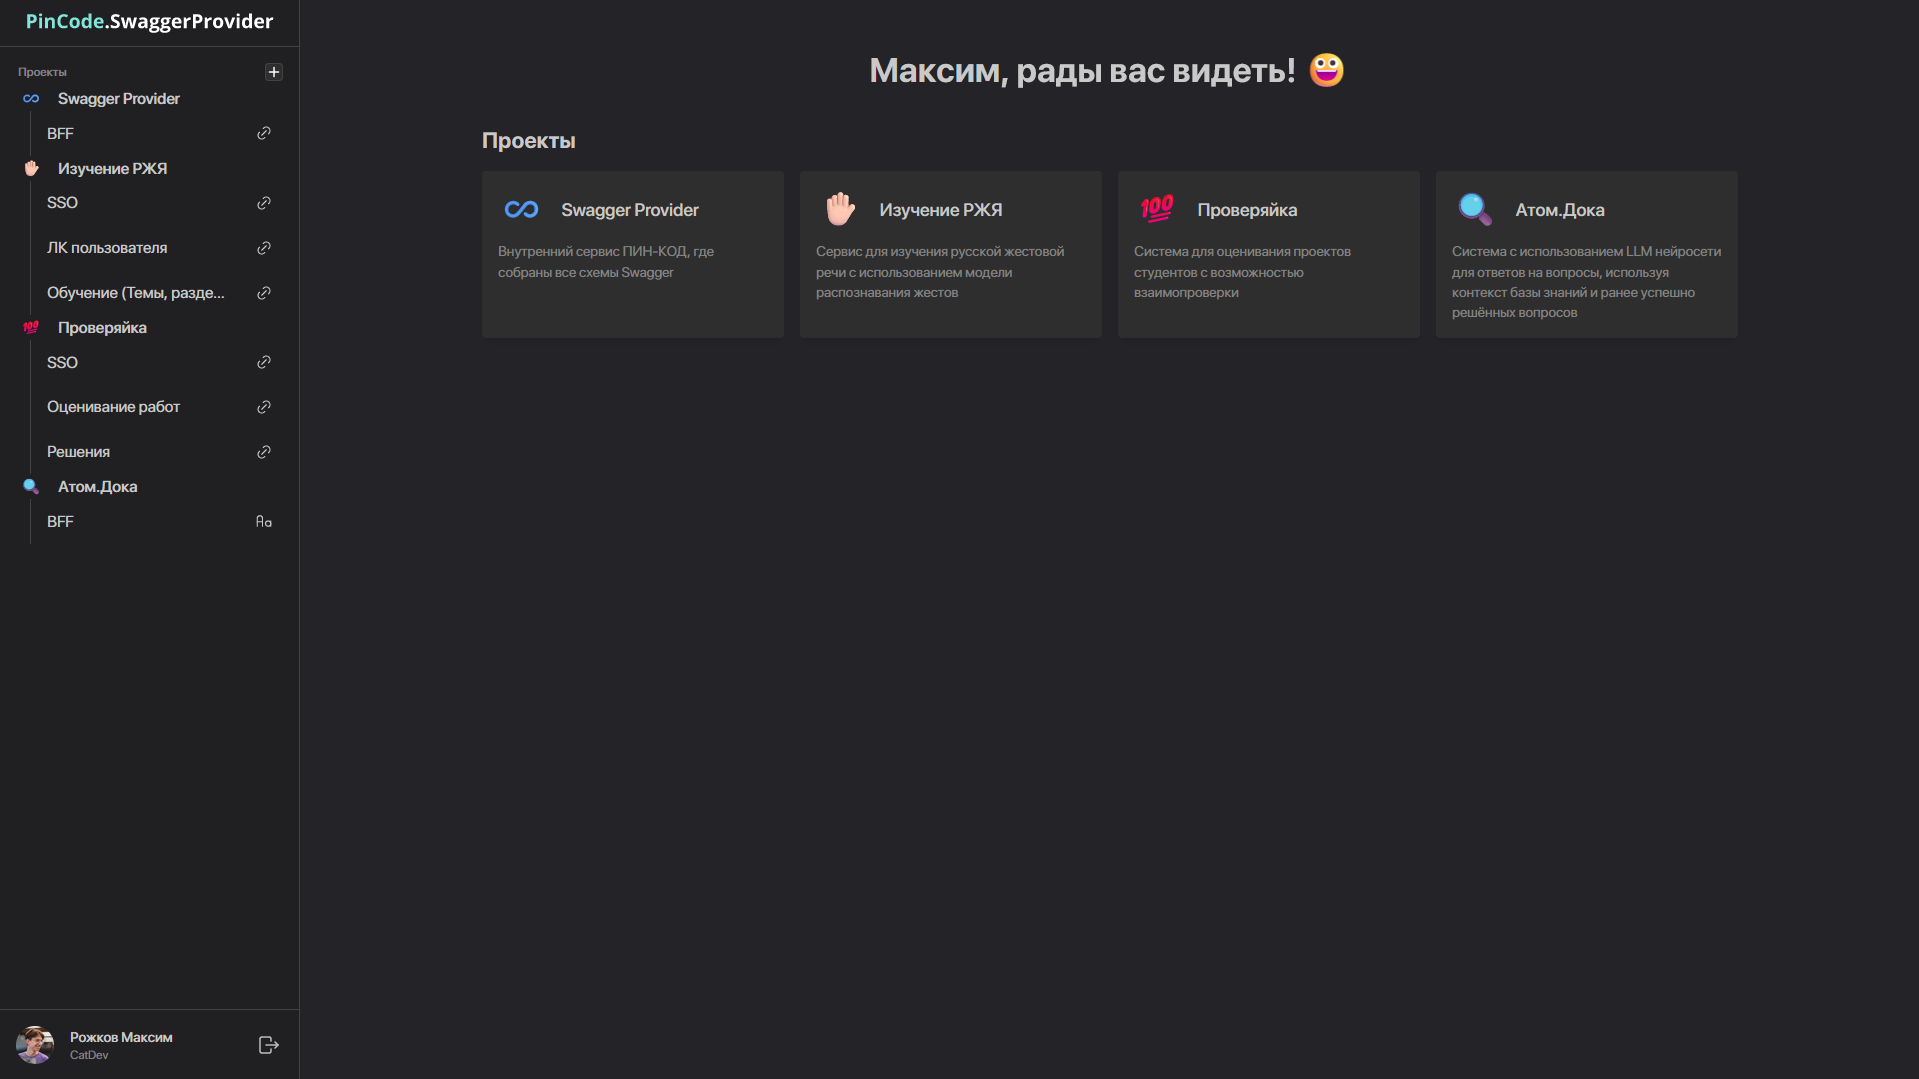 PinCode.SwaggerProvider
Проекты
Swagger Provider
BFF
Изучение РЖЯ
SSO
ЛК пользователя
Обучение (Темы, разде...
Проверяйка
SSO
Оценивание работ
Решения
Атом.Дока
BFF
Рожков Максим
CatDev
Максим, рады вас видеть!
Проекты
Swagger Provider
Внутренний сервис ПИН-КОД, где
собраны все схемы Swagger
Изучение РЖЯ
Сервис для изучения русской жестовой
речи с использованием модели
распознавания жестов
100
Проверяйка
Система для оценивания проектов
студентов с возможностью
взаимопроверки
Атом.Дока
Система с использованием LLM нейросети
для ответов на вопросы, используя
контекст базы знаний и ранее успешно
решённых вопросов